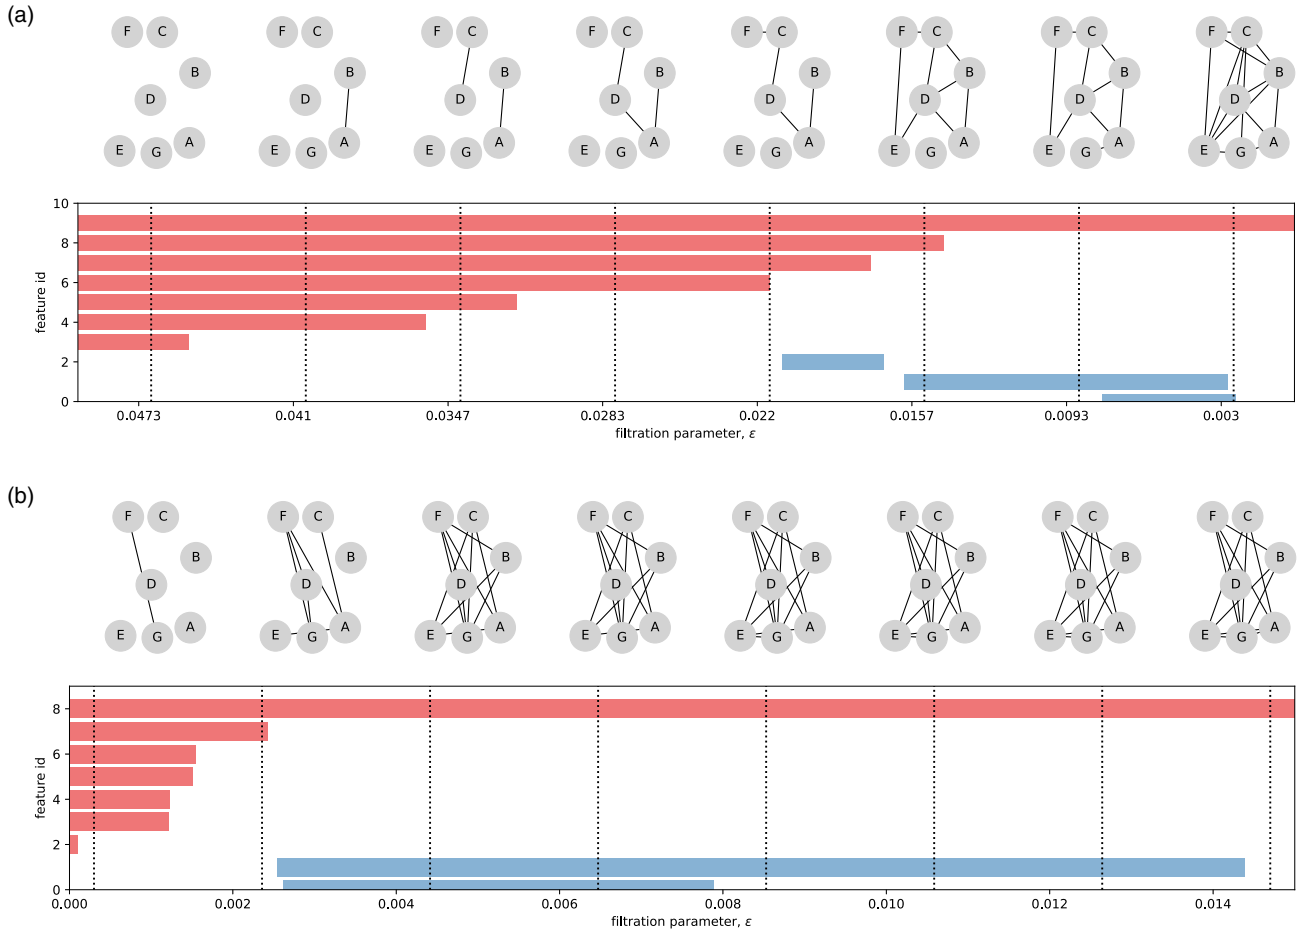 (a)
F C F C F C F C F C F C F C F C
B B B B B B B B
D D D D D D D D
E G A E G A E G A E G A E G A E G A E G A E G A
10
8
6
4
2
0
feature id
0.0473 0.041 0.0347 0.0283 0.022 0.0157 0.0093 0.003
filtration parameter, ε
(b)
F C F C F C F C F C F C F C F C
B B B B B B B B
D D D D D D D D
E G A E G A E G A E G A E G A E G A E G A E G A
8
6
4
2
0
feature id
0.000 0.002 0.004 0.006 0.008 0.010 0.012 0.014
filtration parameter, ε